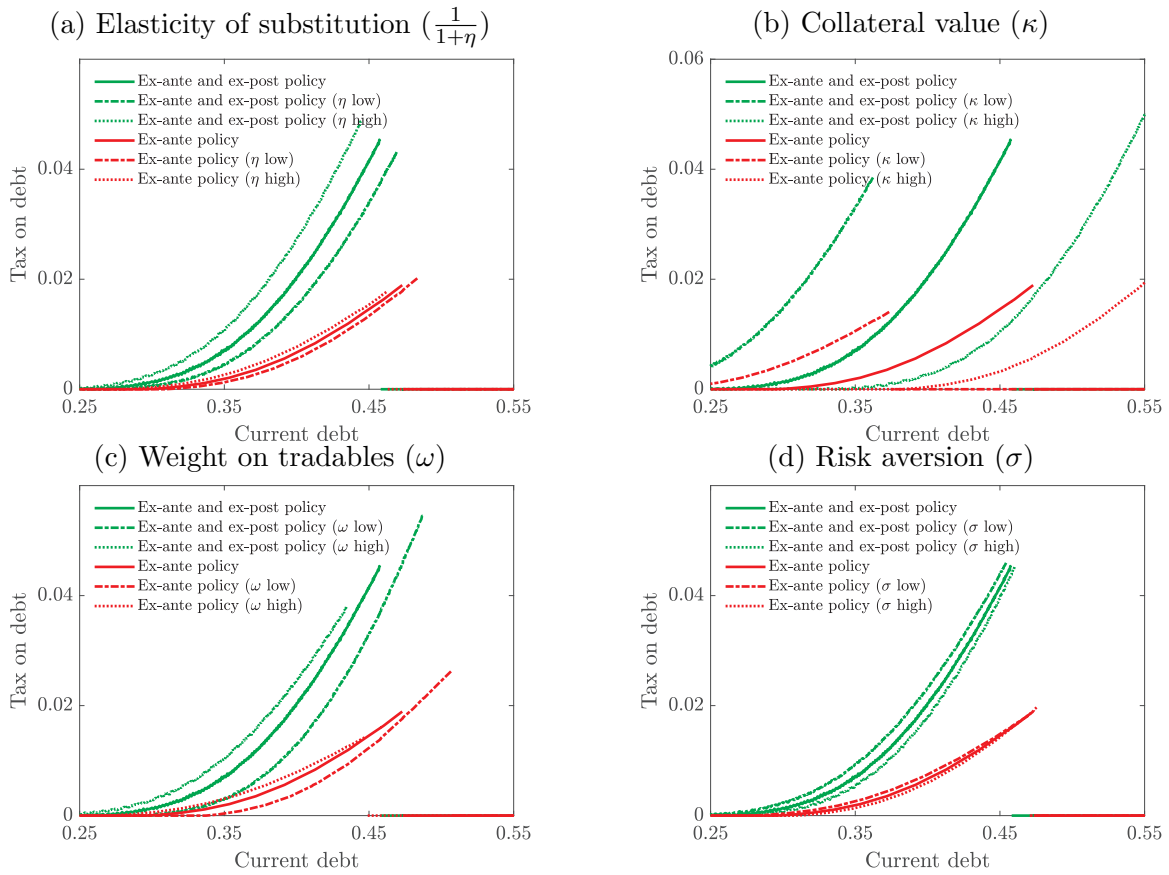 (a) Elasticity of substitution ($\frac{1}{1+\eta}$)
Ex-ante and ex-post policy
Ex-ante and ex-post policy (η low)
Ex-ante and ex-post policy (η high)
Ex-ante policy
Ex-ante policy (η low)
Ex-ante policy (η high)
Tax on debt
0.04
0.02
0
0.25 0.35 0.45 0.55
Current debt
(b) Collateral value (κ)
Ex-ante and ex-post policy
Ex-ante and ex-post policy (κ low)
Ex-ante and ex-post policy (κ high)
Ex-ante policy
Ex-ante policy (κ low)
Ex-ante policy (κ high)
Tax on debt
0.06
0.04
0.02
0
0.25 0.35 0.45 0.55
Current debt
(c) Weight on tradables (ω)
Ex-ante and ex-post policy
Ex-ante and ex-post policy (ω low)
Ex-ante and ex-post policy (ω high)
Ex-ante policy
Ex-ante policy (ω low)
Ex-ante policy (ω high)
Tax on debt
0.04
0.02
0
0.25 0.35 0.45 0.55
Current debt
(d) Risk aversion (σ)
Ex-ante and ex-post policy
Ex-ante and ex-post policy (σ low)
Ex-ante and ex-post policy (σ high)
Ex-ante policy
Ex-ante policy (σ low)
Ex-ante policy (σ high)
Tax on debt
0.04
0.02
0
0.25 0.35 0.45 0.55
Current debt